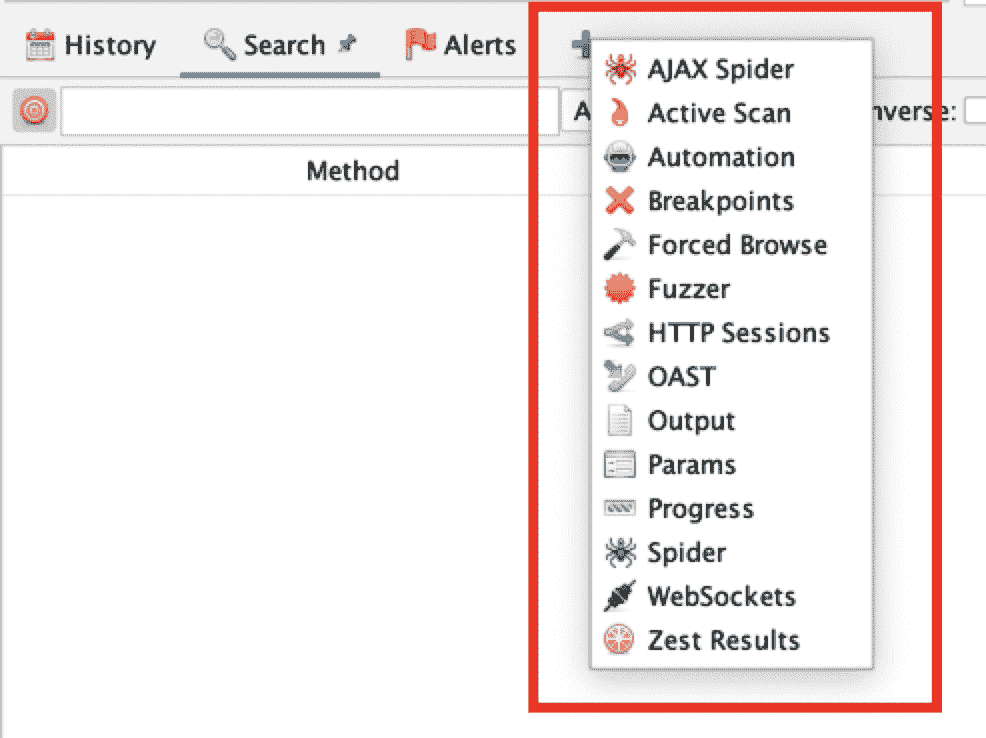 History Search Alerts
AJAX Spider
Active Scan
A nverse:
Automation
Method
Breakpoints
Forced Browse
Fuzzer
HTTP Sessions
OAST
Output
Params
Progress
Spider
WebSockets
Zest Results